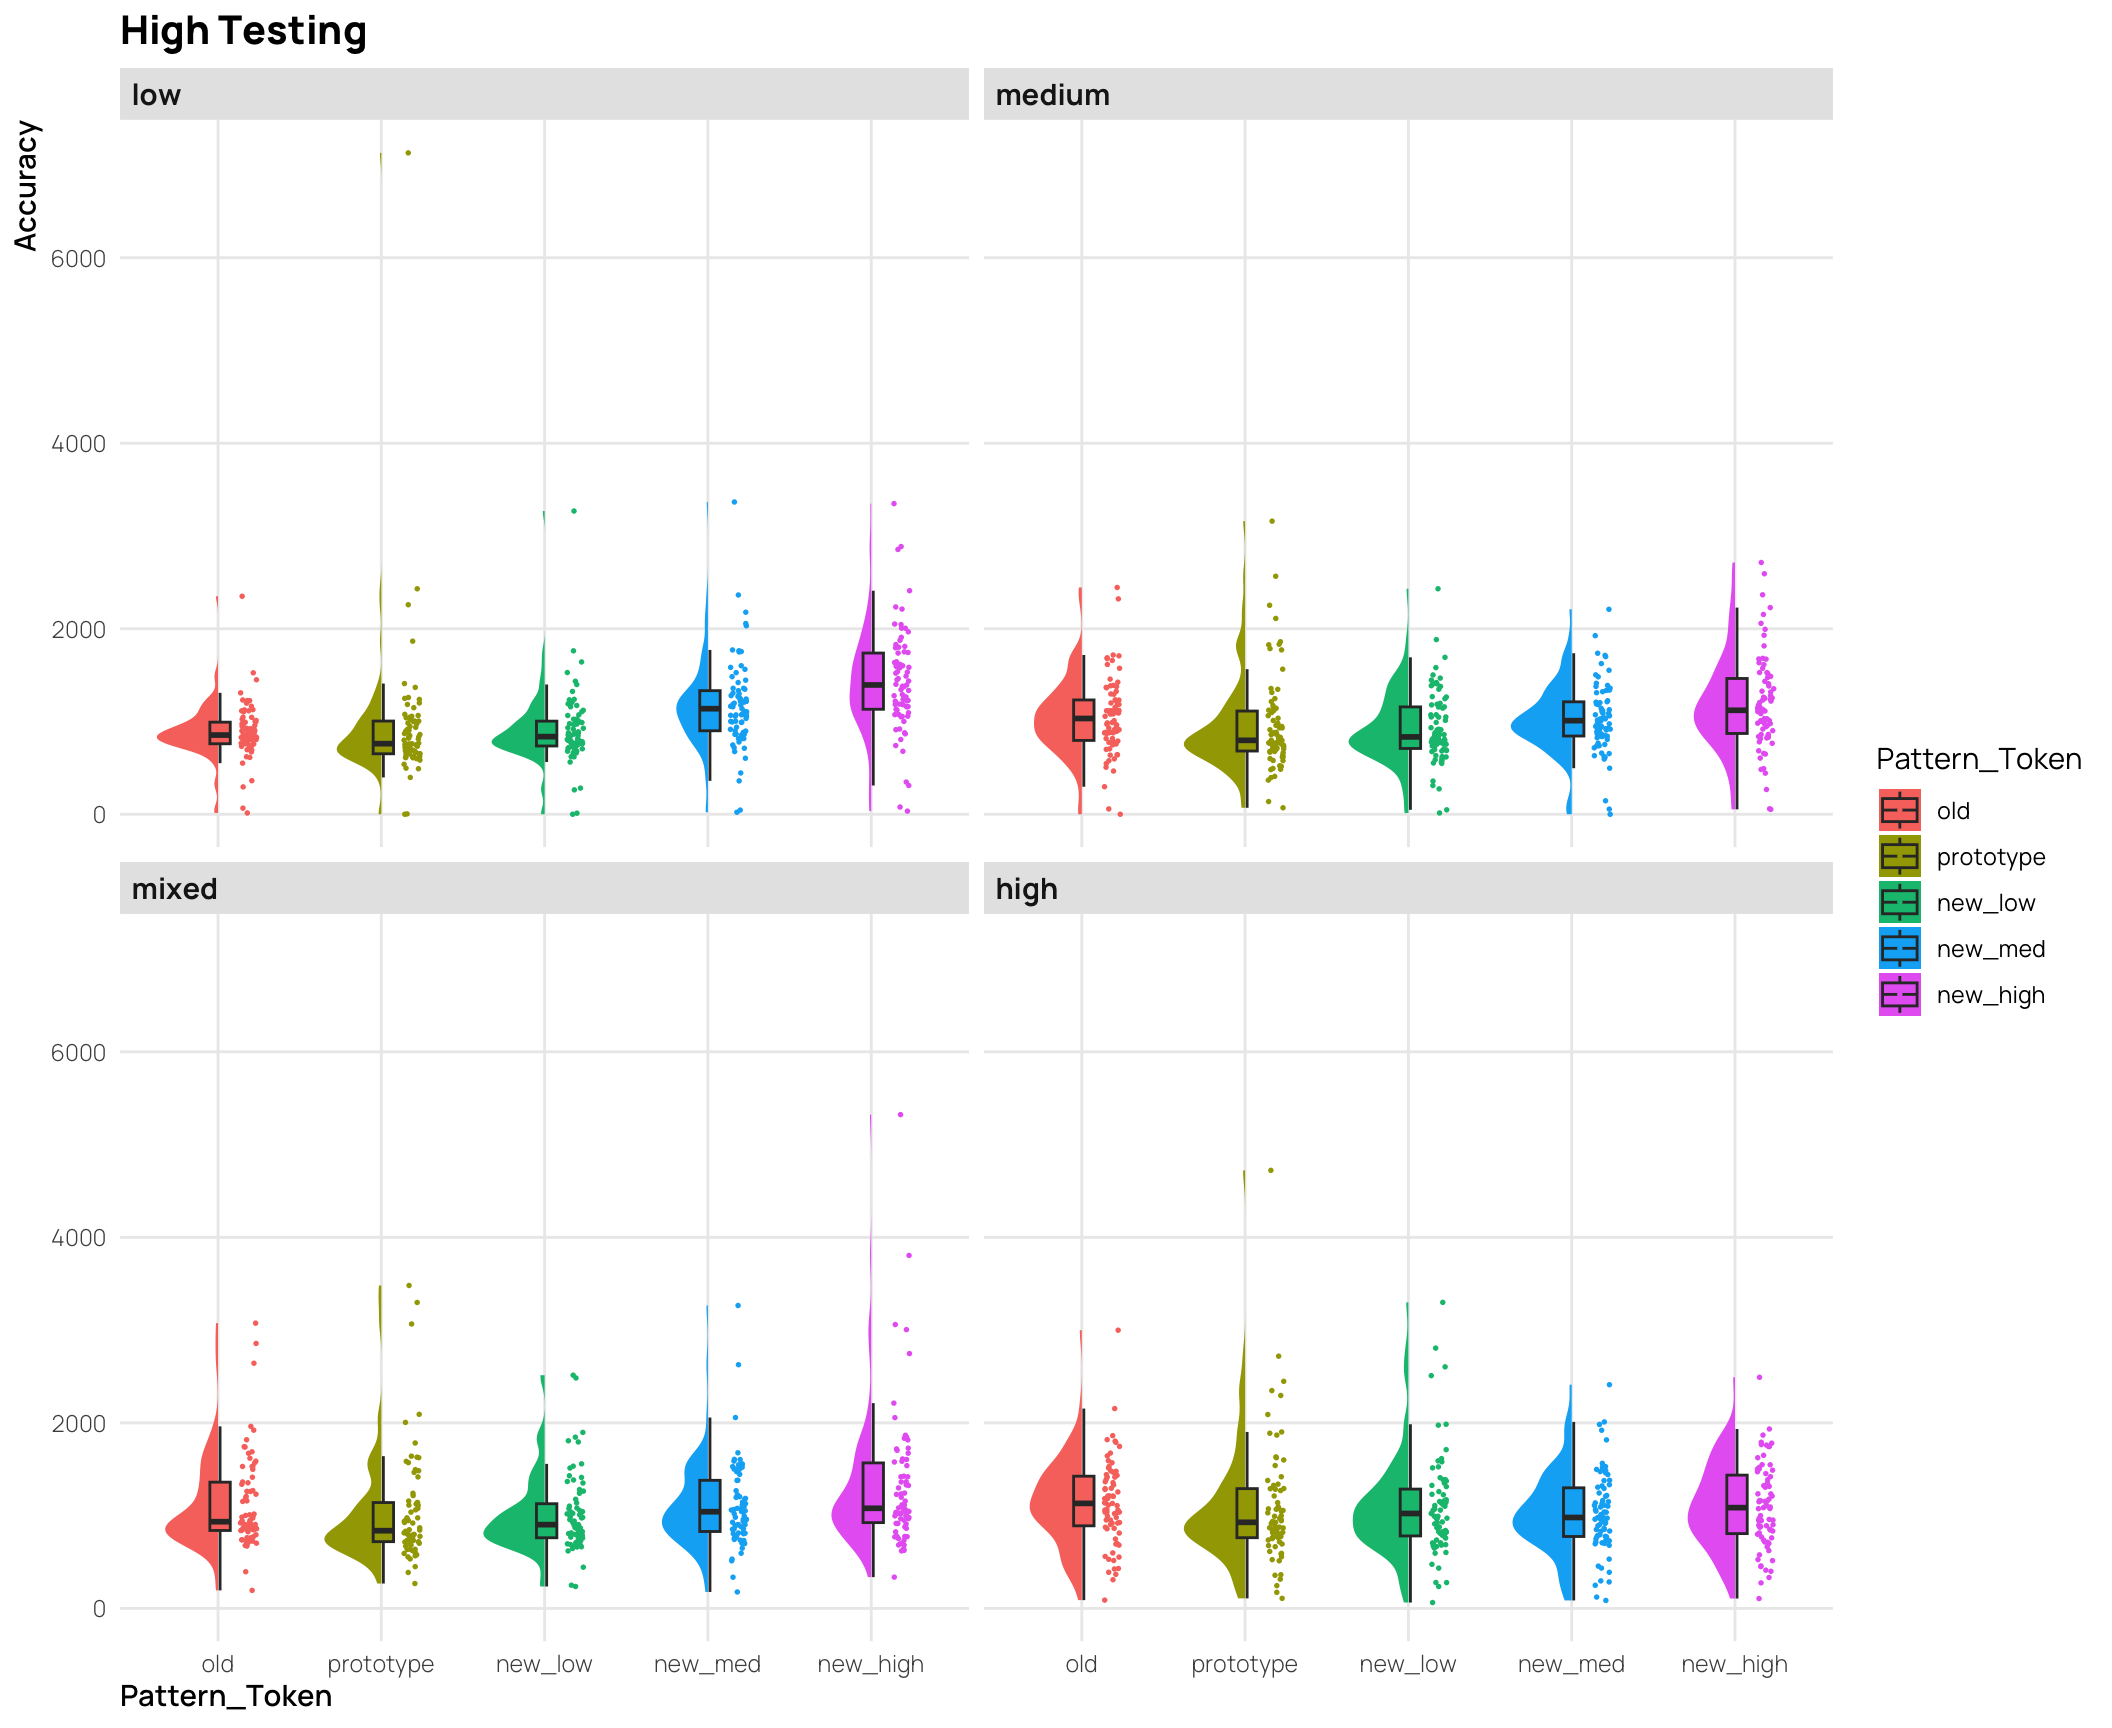 High Testing
low
medium
Accuracy
6000
4000
2000
0
mixed
high
6000
4000
2000
0
old
prototype
new_low
new_med
new_high
old
prototype
new_low
new_med
new_high
Pattern_Token
Pattern_Token
old
prototype
new_low
new_med
new_high